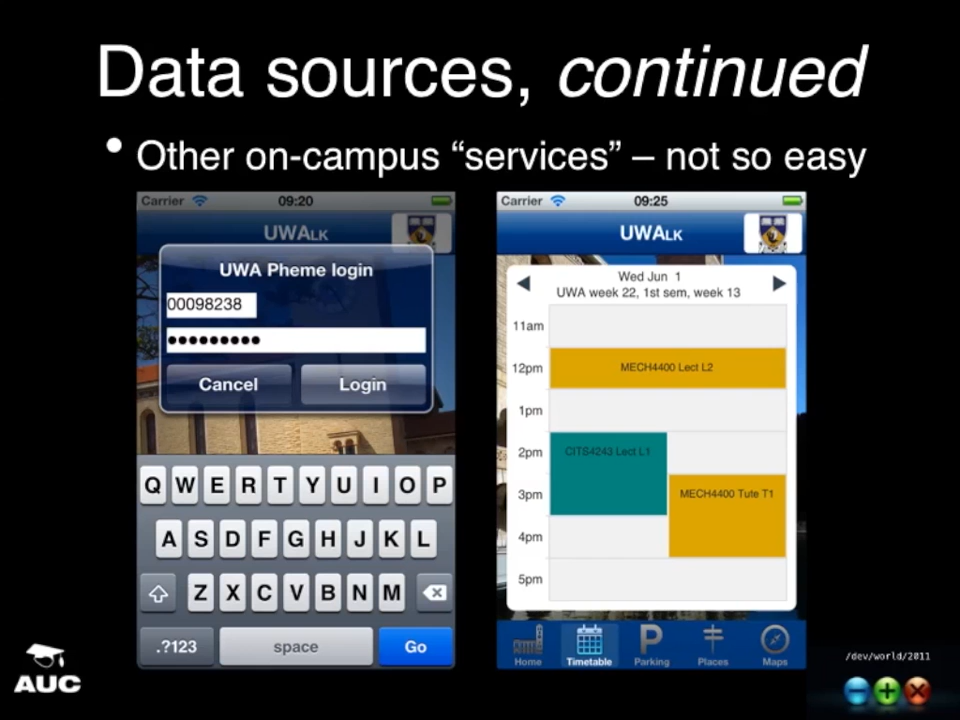 Data sources, continued
• Other on-campus “services” – not so easy
Carrier 09:20
UWALK
UWA Pheme login
00098238
•••••••••
Cancel Login
Q W E R T Y U I O P
A S D F G H J K L
Z X C V B N M
.?123 space Go
Carrier 09:25
UWALK
Wed Jun 1
UWA week 22, 1st sem, week 13
11am
12pm MECH4400 Lect L2
1pm
2pm CITS4243 Lect L1
3pm MECH4400 Tute T1
4pm
5pm
Home Timetable P Parking Places Maps
AUC
/dev/world/2011